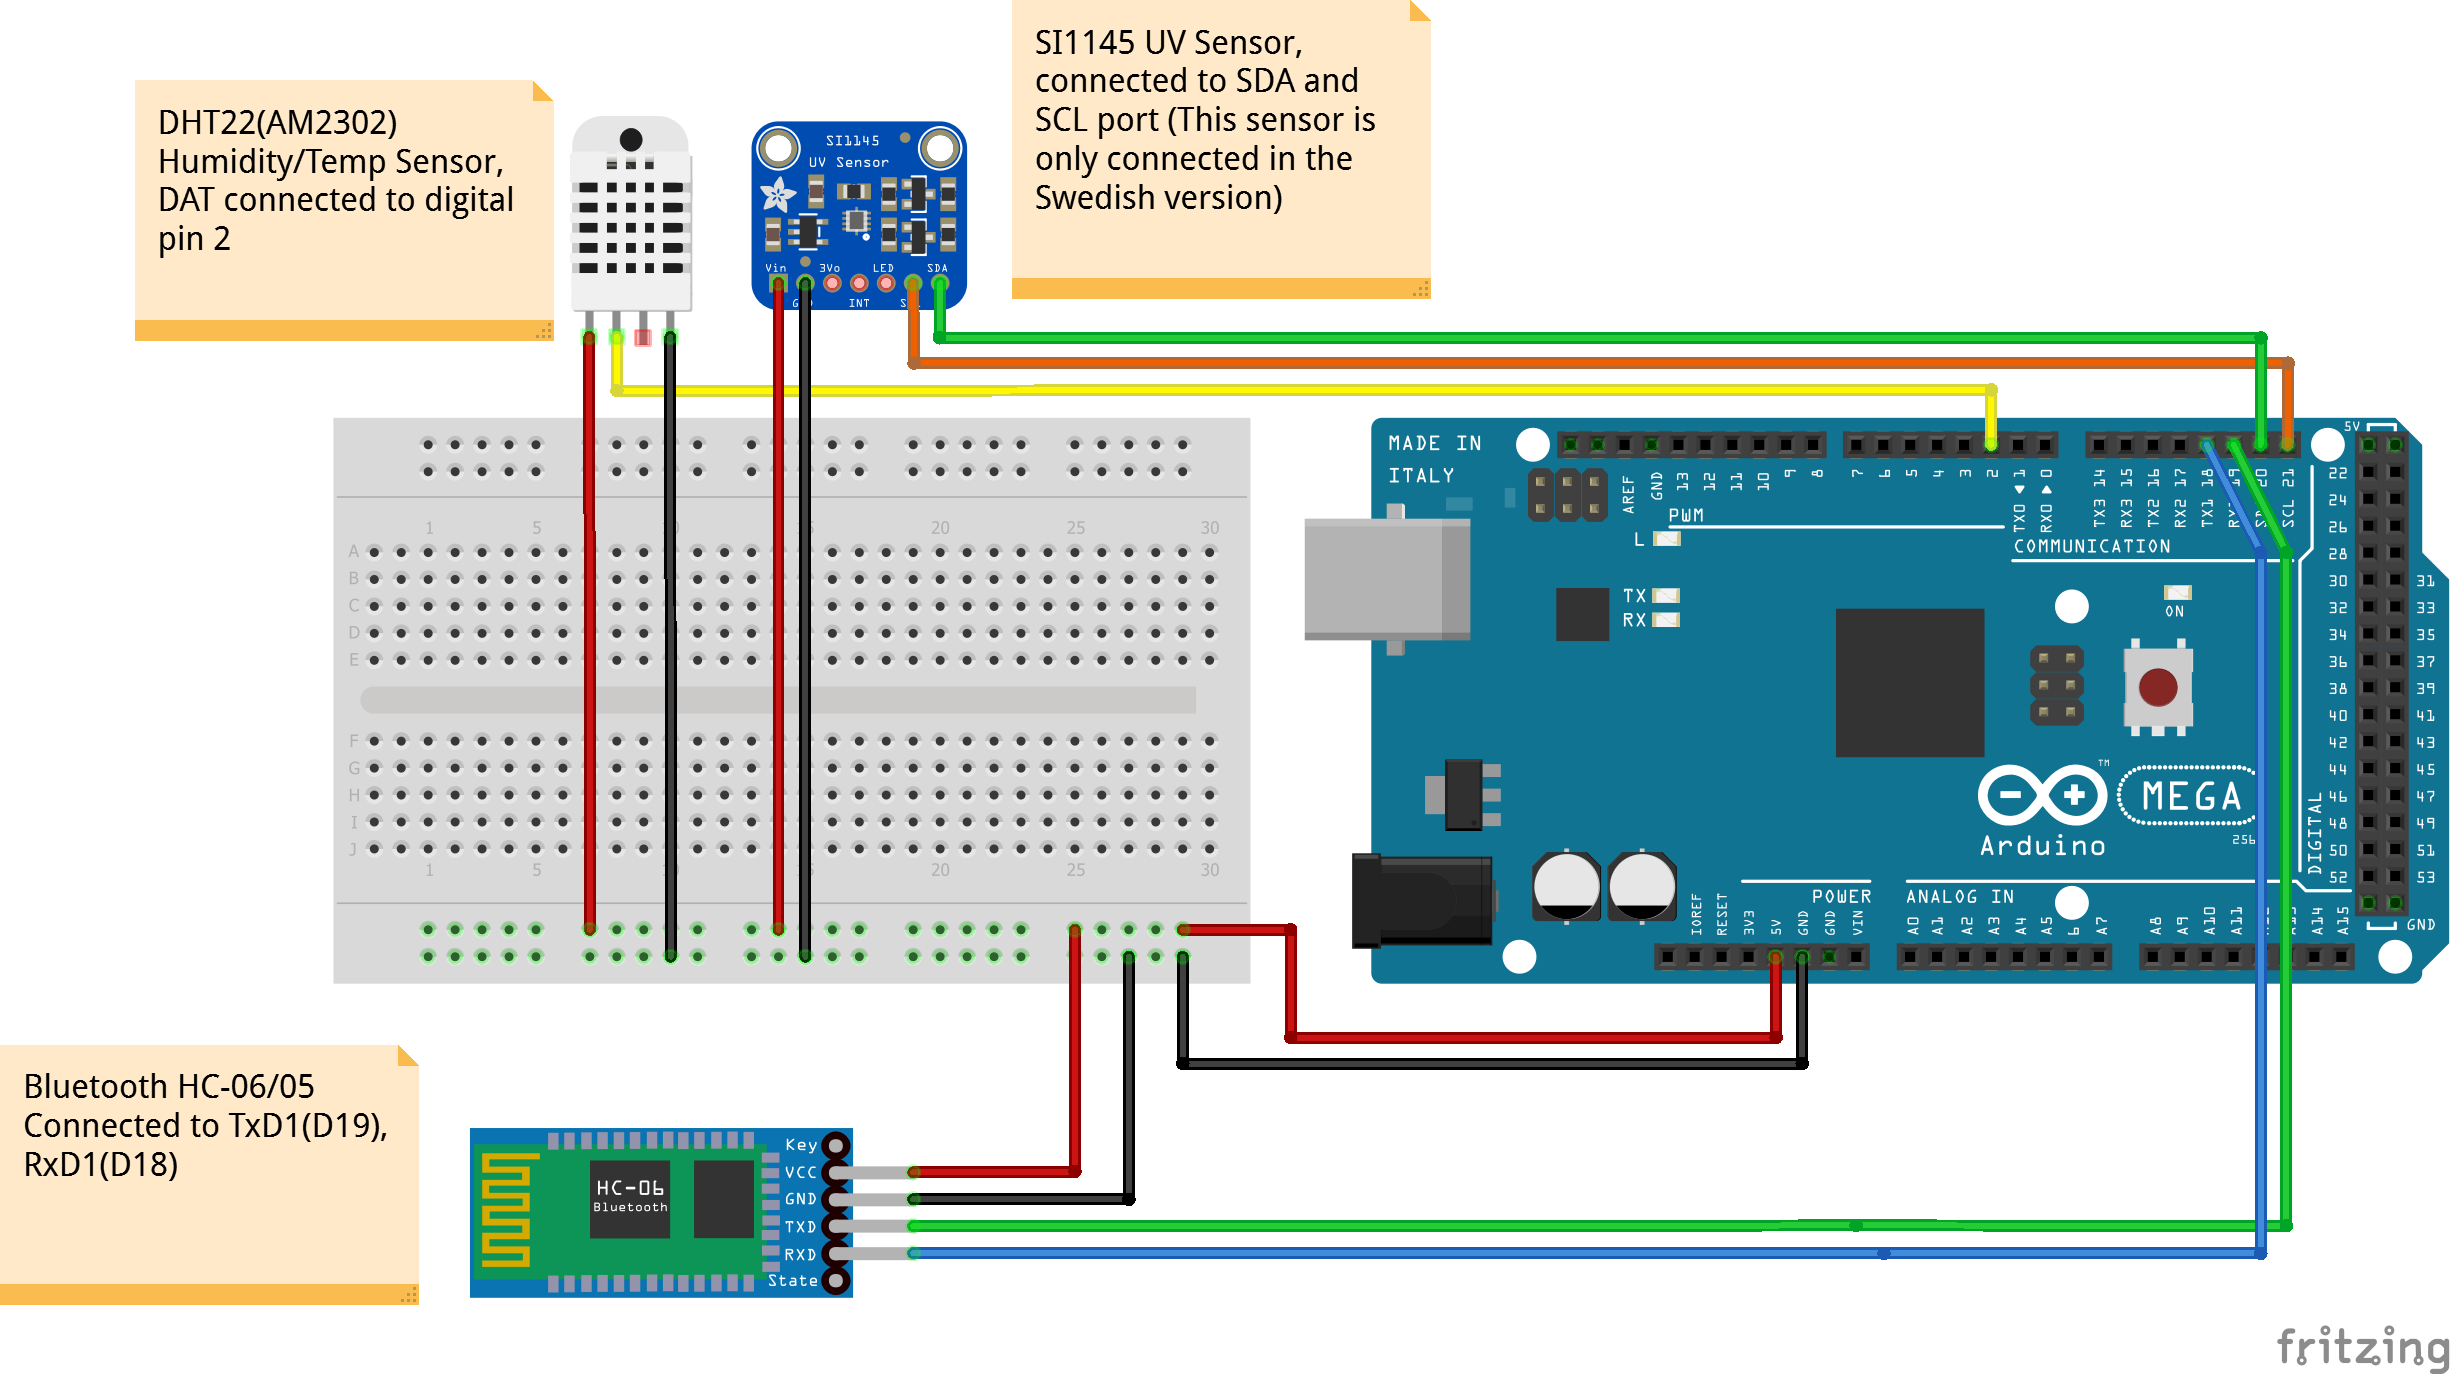 DHT22(AM2302)
Humidity/Temp Sensor,
DAT connected to digital
pin 2
SI1145 UV Sensor,
connected to SDA and
SCL port (This sensor is
only connected in the
Swedish version)
SI1145
UV Sensor
Vin 3Vo LED SDA
INT
MADE IN
ITALY
AREF GND 13 12 11 10 9 8
7 6 5 4 3 2 TX0 1 RX0 0
TX3 14 RX3 15 TX2 16 RX2 17 TX1 18 19 20 SCL 21
PWM
COMMUNICATION
L
TX
RX
ON
5V
22
24
26
28
30 31
32 33
34 35
36 37
38 39
40 41
42 43
44 45
46 47
48 49
50 51
52 53
GND
DIGITAL
MEGA
TM
Arduino
256
POWER
ANALOG IN
IOREF RESET 3V3 5V GND GND VIN
A0 A1 A2 A3 A4 A5 6 A7
A8 A9 A10 A11 A14 A15
1 5 20 25 30
A
B
C
D
E
F
G
H
I
J
1 5 20 25 30
Bluetooth HC-06/05
Connected to TxD1(D19),
RxD1(D18)
HC-06
Bluetooth
Key
VCC
GND
TXD
RXD
State
fritzing